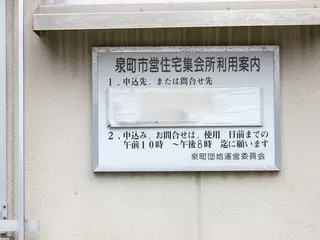 泉町市営住宅集会所利用案内
1．申込先、または問合せ先
2．申込み、お問合せは、使用 日前までの
午前10時 〜午後8時 迄に願います
泉町団地運営委員会